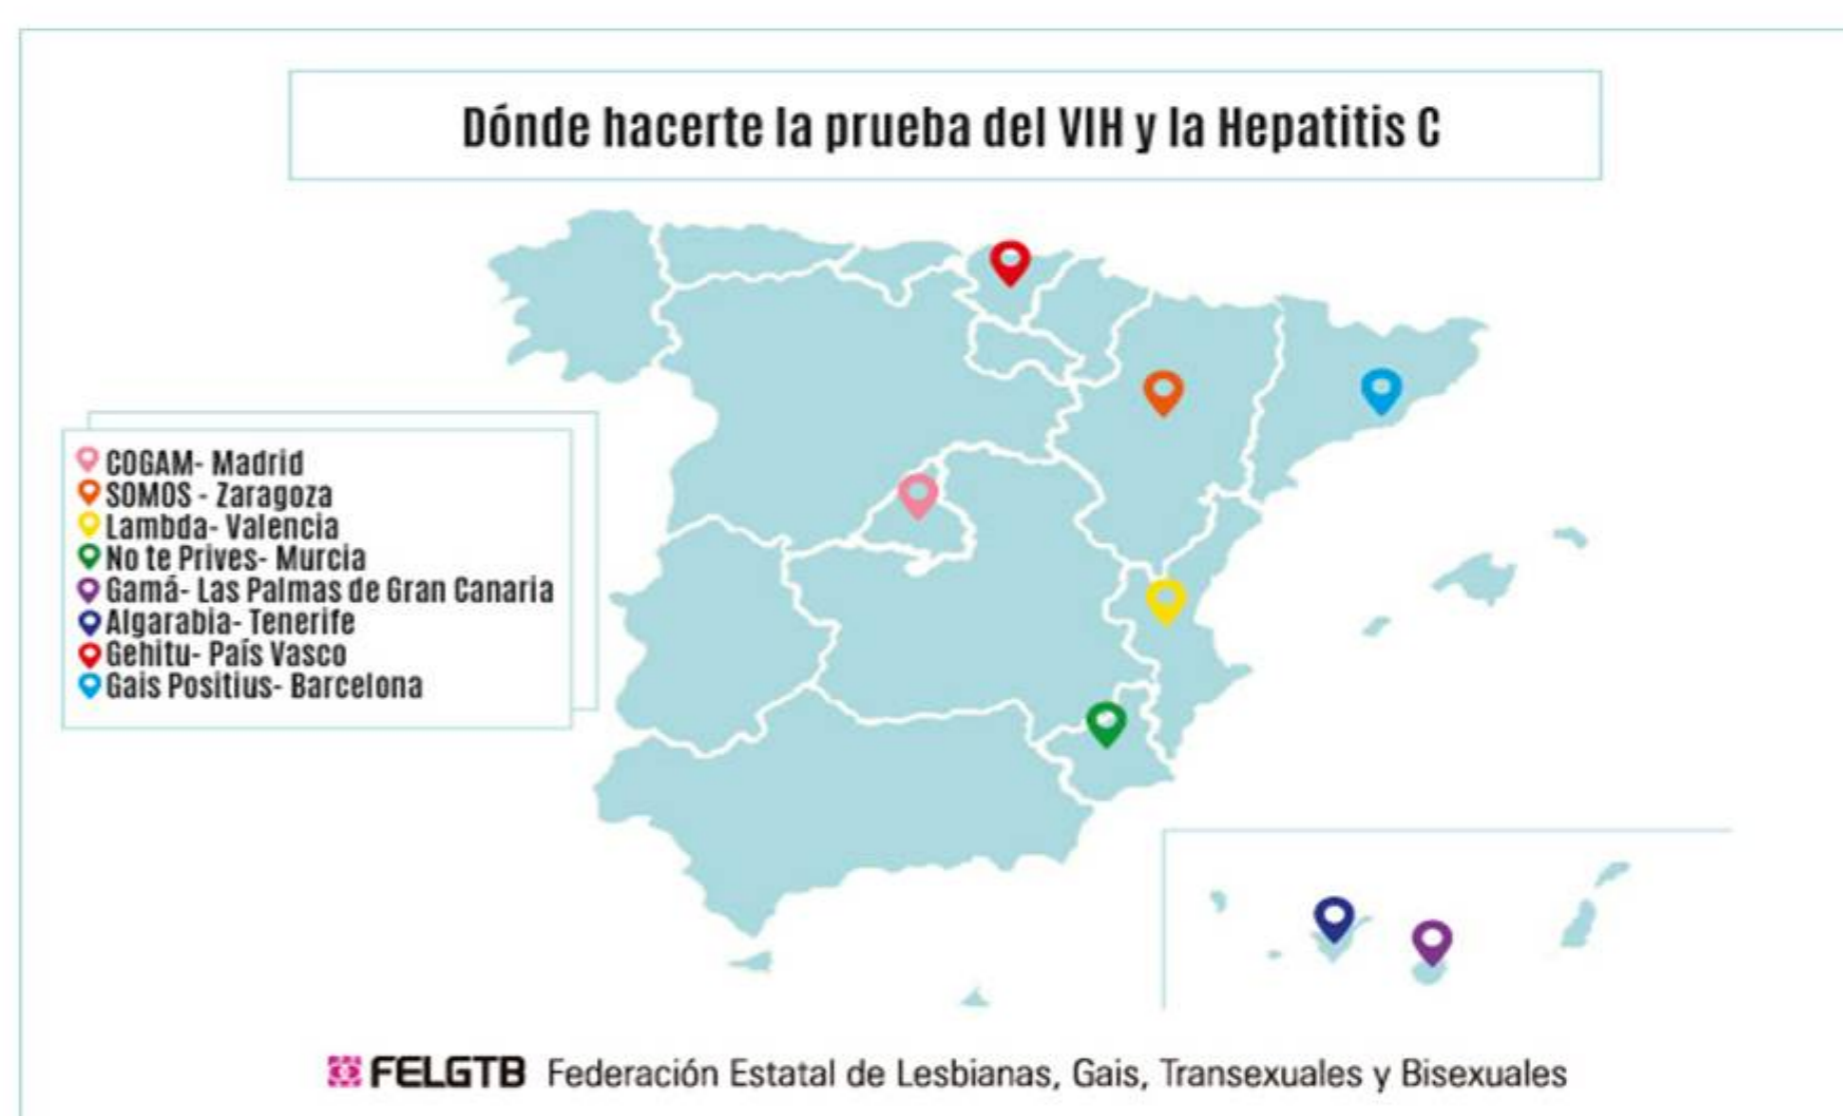 Dónde hacerte la prueba del VIH y la Hepatitis C
COGAM- Madrid
SOMOS - Zaragoza
Lambda- Valencia
No te Prives- Murcia
Gamá- Las Palmas de Gran Canaria
Algarabia- Tenerife
Gehitu- País Vasco
Gais Positius- Barcelona
FELGTB Federación Estatal de Lesbianas, Gais, Transexuales y Bisexuales